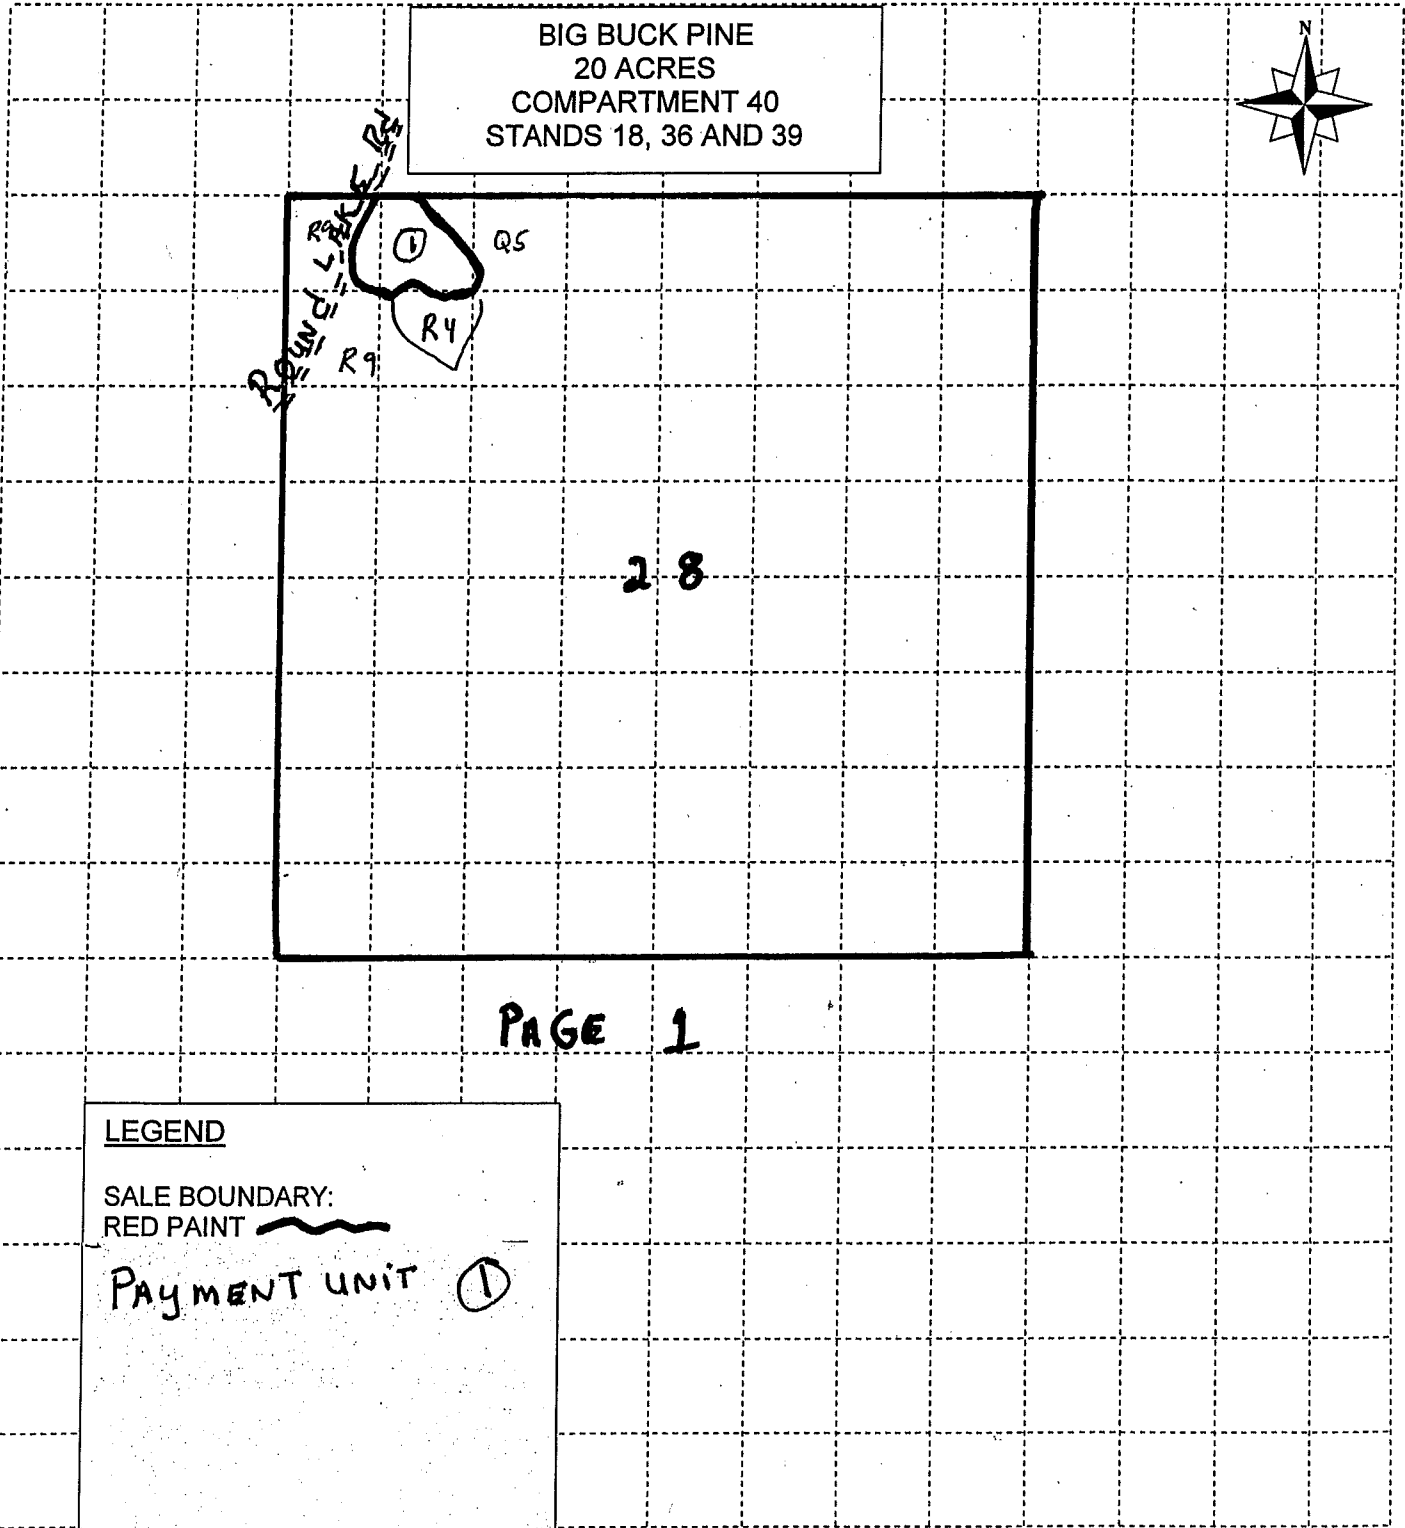 BIG BUCK PINE
20 ACRES
COMPARTMENT 40
STANDS 18, 36 AND 39
N
ROUND LAKE Rd
R9
1
Q5
R4
R9
28
PAGE 1
LEGEND
SALE BOUNDARY:
RED PAINT
PAYMENT UNIT 1